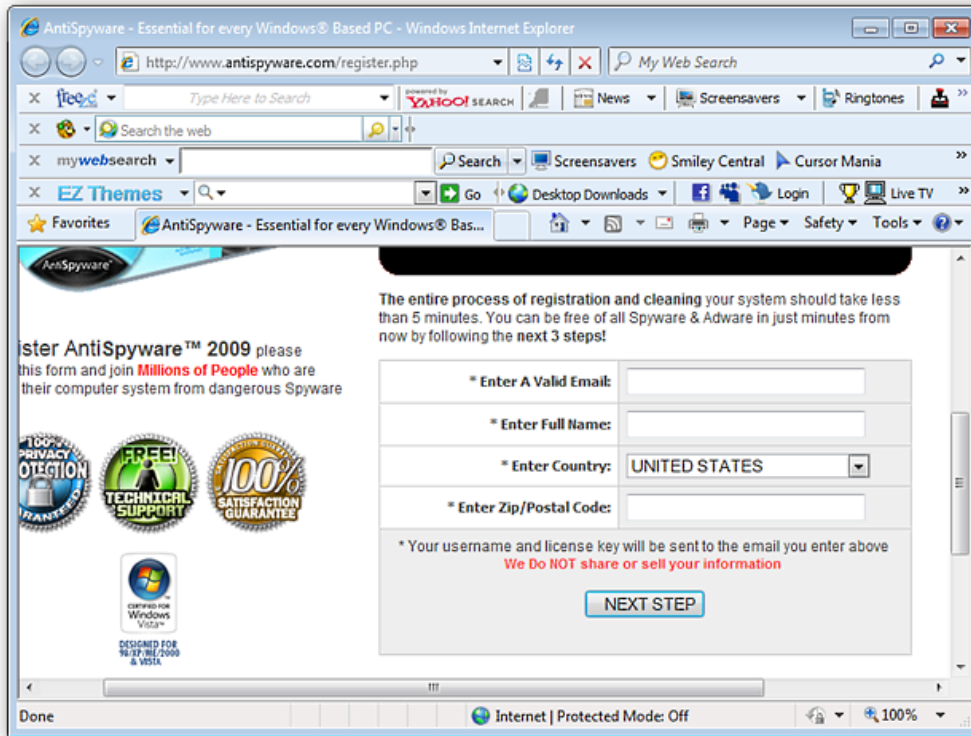 AntiSpyware - Essential for every Windows® Based PC - Windows Internet Explorer
http://www.antispyware.com/register.php
My Web Search
Type Here to Search
powered by
YAHOO! SEARCH
News
Screensavers
Ringtones
Search the web
mywebsearch
Search
Screensavers
Smiley Central
Cursor Mania
EZ Themes
Go
Desktop Downloads
Login
Live TV
Favorites
AntiSpyware - Essential for every Windows® Bas...
Page
Safety
Tools
AntiSpyware
ister AntiSpyware™ 2009 please
this form and join Millions of People who are
their computer system from dangerous Spyware
100%
PRIVACY
OTECTION
ARANTEE
FREE!
TECHNICAL
SUPPORT
100%
SATISFACTION
GUARANTEE
CERTIFIED FOR
Windows
Vista™
DESIGNED FOR
98/XP/ME/2000
& VISTA
The entire process of registration and cleaning your system should take less
than 5 minutes. You can be free of all Spyware & Adware in just minutes from
now by following the next 3 steps!
* Enter A Valid Email:
* Enter Full Name:
* Enter Country:
UNITED STATES
* Enter Zip/Postal Code:
* Your username and license key will be sent to the email you enter above
We Do NOT share or sell your information
NEXT STEP
Done
Internet | Protected Mode: Off
100%